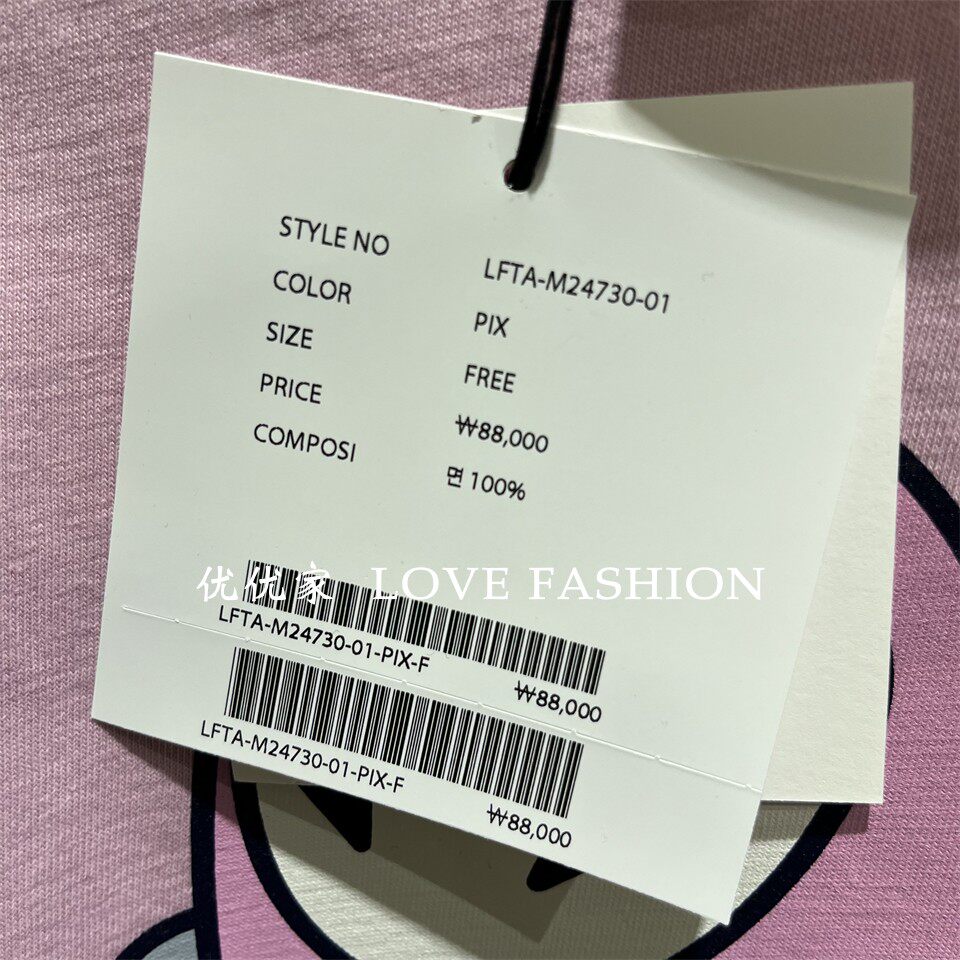 STYLE NO LFTA-M24730-01
COLOR PIX
SIZE FREE
PRICE ₩88,000
COMPOSI 면 100%
优优家 LOVE FASHION
LFTA-M24730-01-PIX-F
₩88,000
LFTA-M24730-01-PIX-F
₩88,000